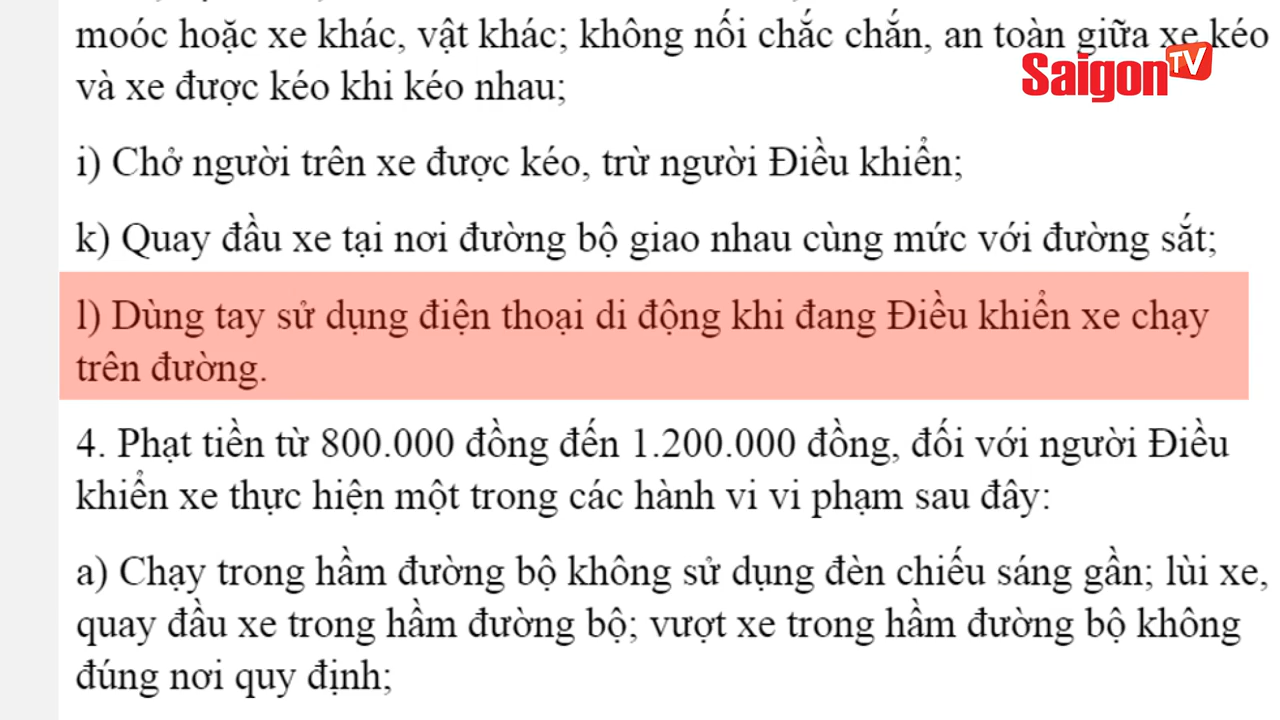 moóc hoặc xe khác, vật khác; không nối chắc chắn, an toàn giữa xe kéo
và xe được kéo khi kéo nhau;
SaigonTV
i) Chở người trên xe được kéo, trừ người Điều khiển;
k) Quay đầu xe tại nơi đường bộ giao nhau cùng mức với đường sắt;
l) Dùng tay sử dụng điện thoại di động khi đang Điều khiển xe chạy
trên đường.
4. Phạt tiền từ 800.000 đồng đến 1.200.000 đồng, đối với người Điều
khiển xe thực hiện một trong các hành vi vi phạm sau đây:
a) Chạy trong hầm đường bộ không sử dụng đèn chiếu sáng gần; lùi xe,
quay đầu xe trong hầm đường bộ; vượt xe trong hầm đường bộ không
đúng nơi quy định;